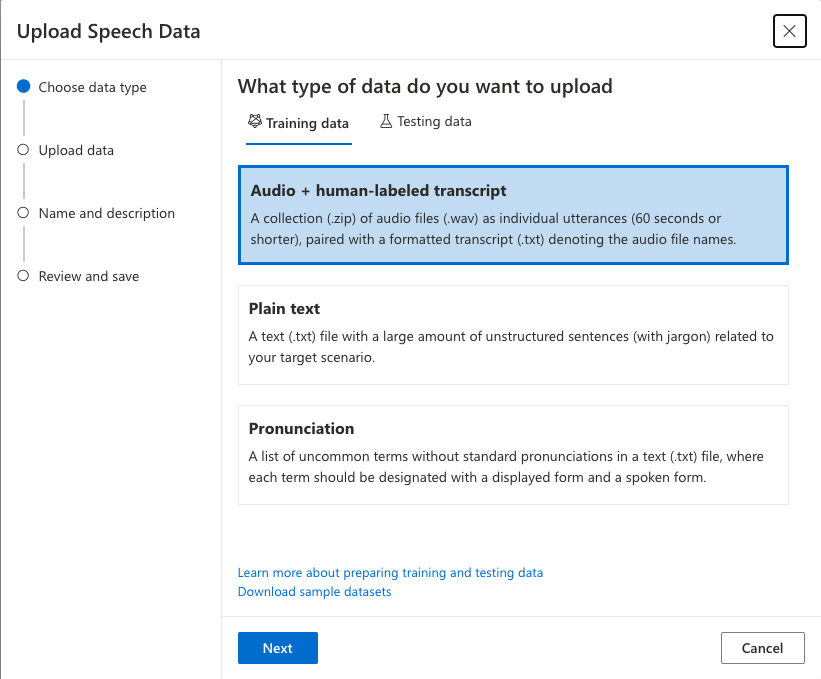 Upload Speech Data
Choose data type
Upload data
Name and description
Review and save
What type of data do you want to upload
Training data
Testing data
Audio + human-labeled transcript
A collection (.zip) of audio files (.wav) as individual utterances (60 seconds or
shorter), paired with a formatted transcript (.txt) denoting the audio file names.
Plain text
A text (.txt) file with a large amount of unstructured sentences (with jargon) related to
your target scenario.
Pronunciation
A list of uncommon terms without standard pronunciations in a text (.txt) file, where
each term should be designated with a displayed form and a spoken form.
Learn more about preparing training and testing data
Download sample datasets
Next
Cancel